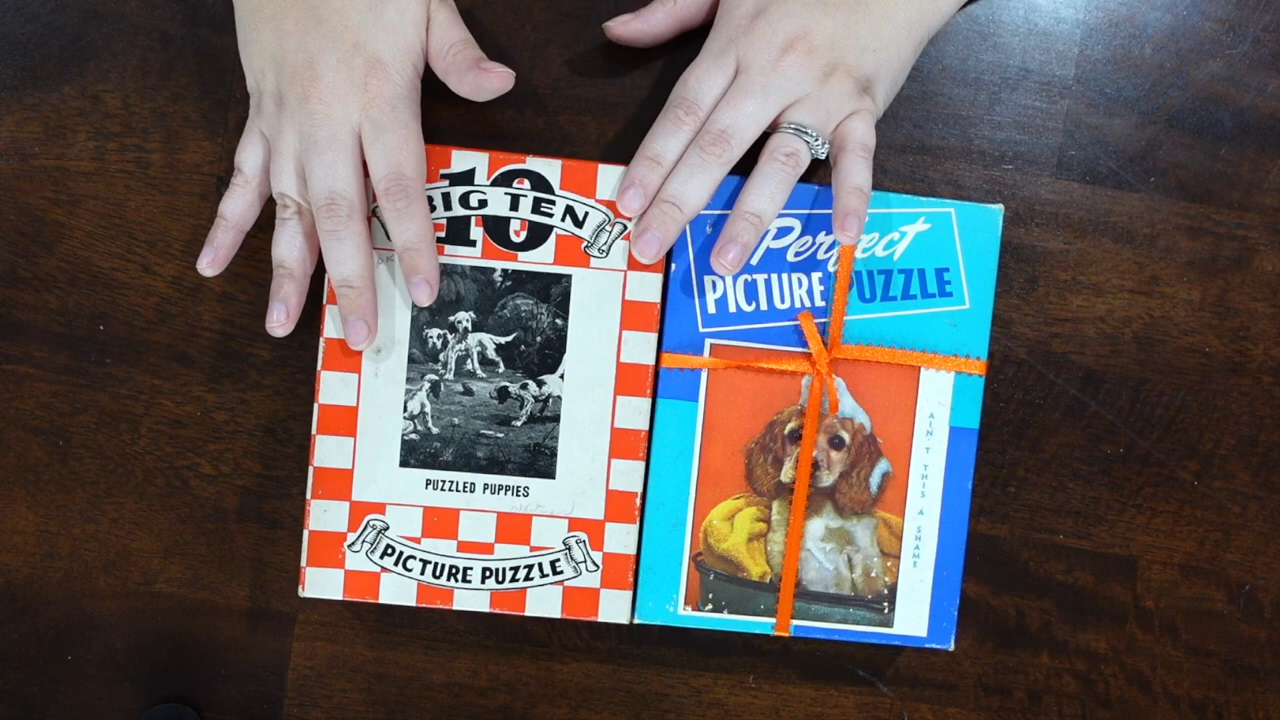 10
BIG TEN
PUZZLED PUPPIES
PICTURE PUZZLE
Perfect
PICTURE PUZZLE
AIN'T THIS A SHAME